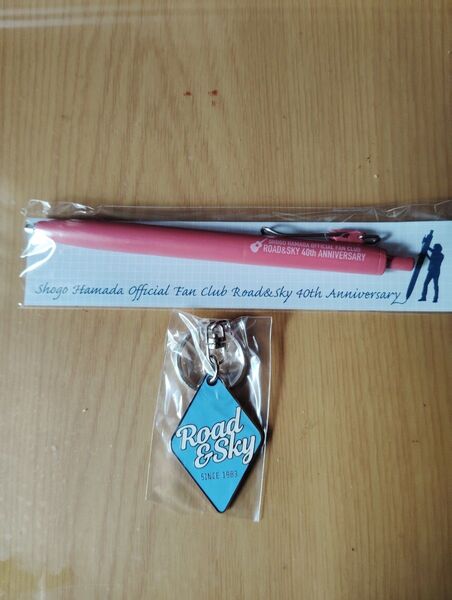 SHOGO HAMADA OFFICIAL FAN CLUB
ROAD&SKY 40th ANNIVERSARY
Shogo Hamada Official Fan Club Road&Sky 40th Anniversary
Road
&Sky
SINCE 1983